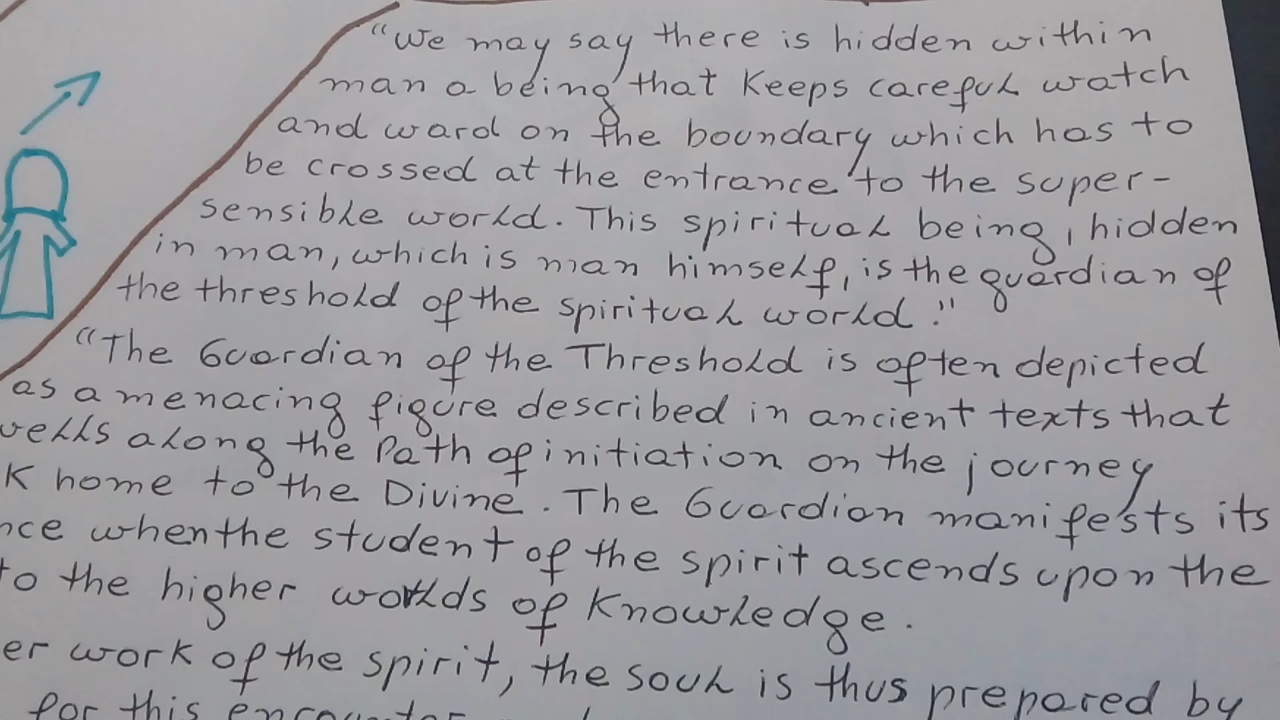 "We may say there is hidden within
man a being that Keeps careful watch
and ward on the boundary which has to
be crossed at the entrance to the super-
sensible world. This spiritual being, hidden
in man, which is man himself, is the guardian of
the threshold of the spiritual world."
"The Guardian of the Threshold is often depicted
as a menacing figure described in ancient texts that
wells along the Path of initiation on the journey
k home to the Divine. The Guardian manifests its
nce when the student of the spirit ascends upon the
to the higher worlds of Knowledge.
er work of the spirit, the soul is thus prepared by
for this encounter